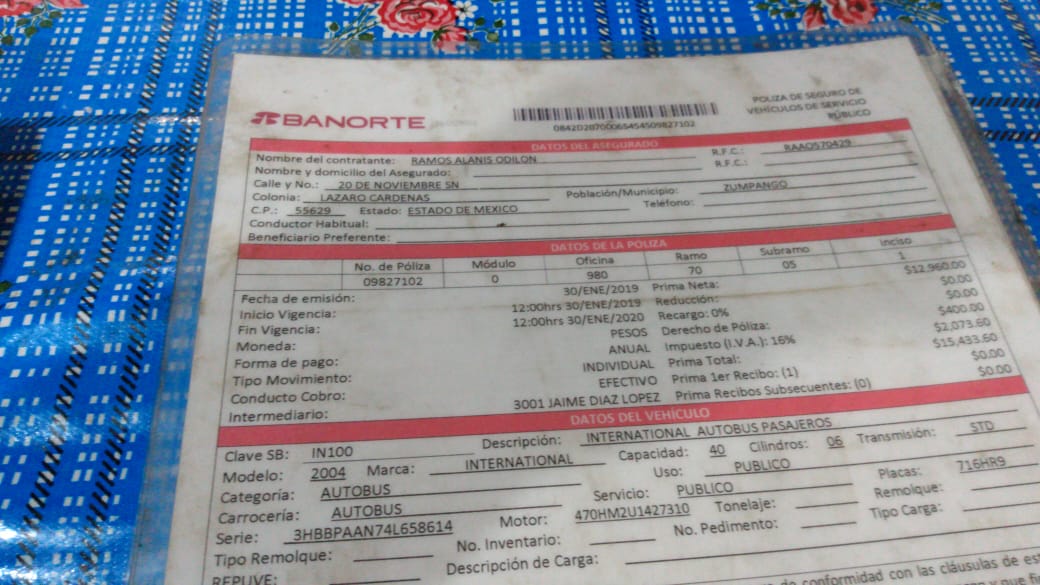 BANORTE
0842D2070006S454509827102
POLIZA DE SEGURO DE
VEHÍCULOS DE SERVICIO
PÚBLICO
DATOS DEL ASEGURADO
Nombre del contratante: RAMOS ALANIS ODILON R.F.C.: RAAO570429
Nombre y domicilio del Asegurado: R.F.C.:
Calle y No.: 20 DE NOVIEMBRE SN
Colonia: LAZARO CARDENAS Población/Municipio: ZUMPANGO
C.P.: 55629 Estado: ESTADO DE MEXICO Teléfono:
Conductor Habitual:
Beneficiario Preferente:
DATOS DE LA POLIZA
No. de Póliza Módulo Oficina Ramo Subramo Inciso
09827102 0 980 70 05 1
Fecha de emisión: 30/ENE/2019 Prima Neta: $12,960.00
Inicio Vigencia: 12:00hrs 30/ENE/2019 Reducción: $0.00
Fin Vigencia: 12:00hrs 30/ENE/2020 Recargo: 0% $0.00
Moneda: PESOS Derecho de Póliza: $400.00
Forma de pago: ANUAL Impuesto (I.V.A.): 16% $2,073.60
Tipo Movimiento: INDIVIDUAL Prima Total: $15,433.60
Conducto Cobro: EFECTIVO Prima 1er Recibo: (1) $0.00
Intermediario: 3001 JAIME DIAZ LOPEZ Prima Recibos Subsecuentes: (0) $0.00
DATOS DEL VEHÍCULO
Clave SB: IN100 Descripción: INTERNATIONAL AUTOBUS PASAJEROS
Modelo: 2004 Marca: INTERNATIONAL Capacidad: 40 Cilindros: 06 Transmisión: STD
Categoría: AUTOBUS Uso: PUBLICO Placas: 716HR9
Carrocería: AUTOBUS Servicio: PUBLICO Remolque:
Serie: 3HBBPAAN74L658614 Motor: 470HM2U1427310 Tonelaje: Tipo Carga:
Tipo Remolque: No. Inventario: No. Pedimento:
REPUVE: Descripción de Carga:
de conformidad con las cláusulas de es